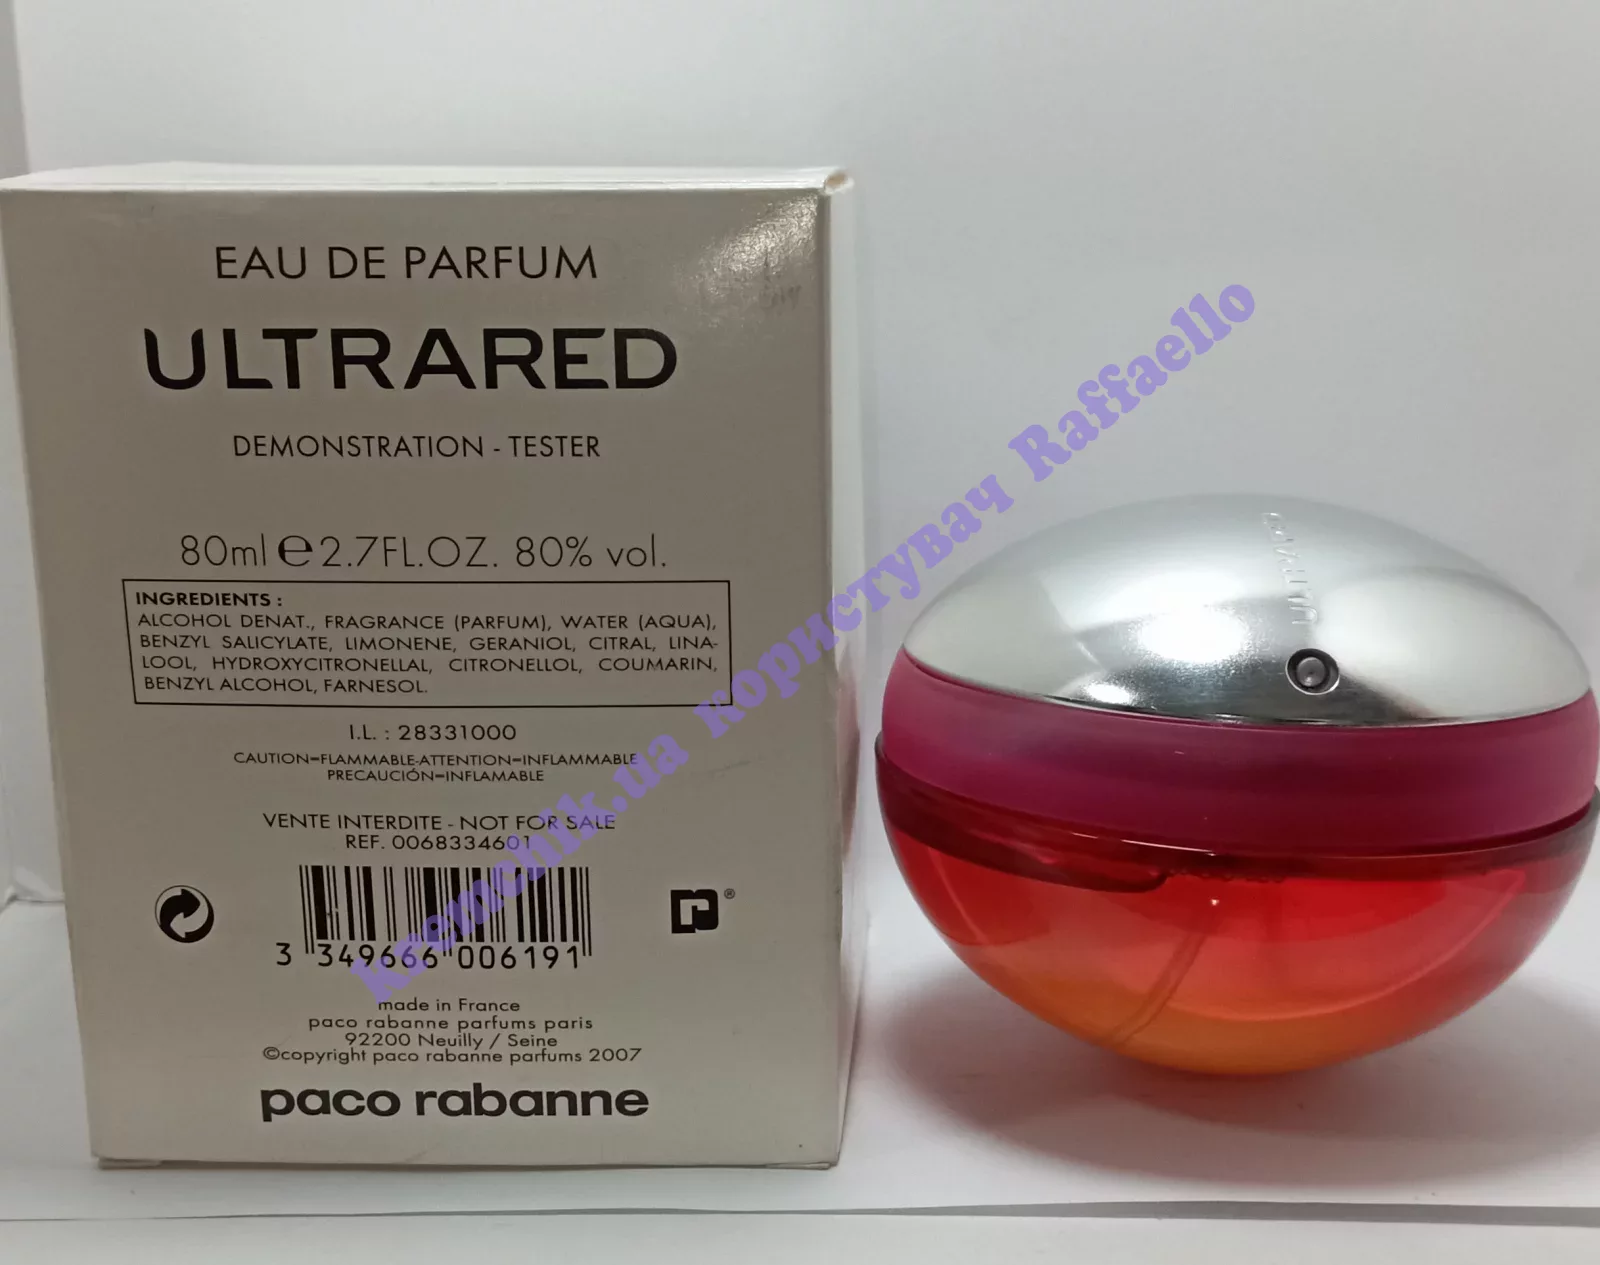 EAU DE PARFUM
ULTRARED
DEMONSTRATION - TESTER
80ml e 2.7FL.OZ. 80% vol.
INGREDIENTS :
ALCOHOL DENAT., FRAGRANCE (PARFUM), WATER (AQUA),
BENZYL SALICYLATE, LIMONENE, GERANIOL, CITRAL, LINA-
LOOL, HYDROXYCITRONELLAL, CITRONELLOL, COUMARIN,
BENZYL ALCOHOL, FARNESOL.
I.L. : 28331000
CAUTION=FLAMMABLE-ATTENTION=INFLAMMABLE
PRECAUCIÓN=INFLAMABLE
VENTE INTERDITE - NOT FOR SALE
REF. 0068334601
3 349666 006191
made in France
paco rabanne parfums paris
92200 Neuilly / Seine
©copyright paco rabanne parfums 2007
paco rabanne
ULTRARED
kremchik.ua користувач Raffaello